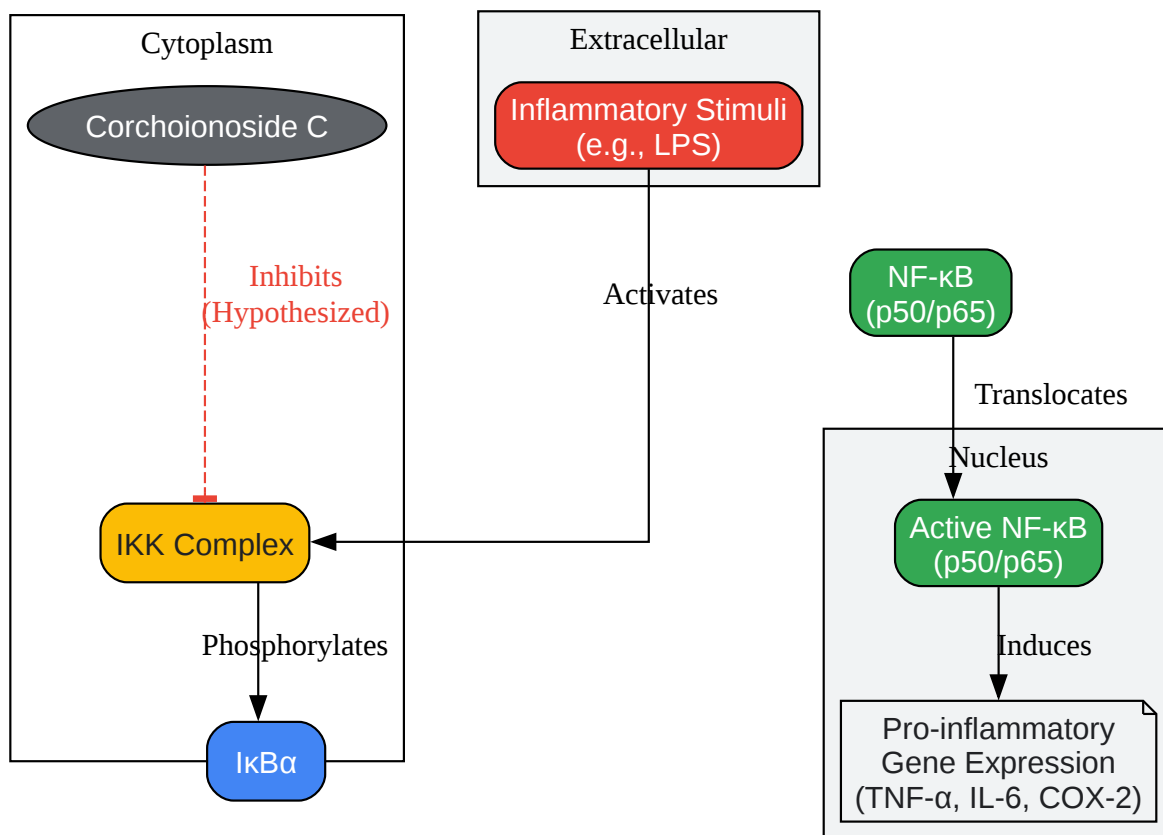 Cytoplasm
Corchoionoside C
Inhibits
(Hypothesized)
IKK Complex
Phosphorylates
IκBα
Extracellular
Inflammatory Stimuli
(e.g., LPS)
Activates
NF-κB
(p50/p65)
Translocates
Nucleus
Active NF-κB
(p50/p65)
Induces
Pro-inflammatory
Gene Expression
(TNF-α, IL-6, COX-2)